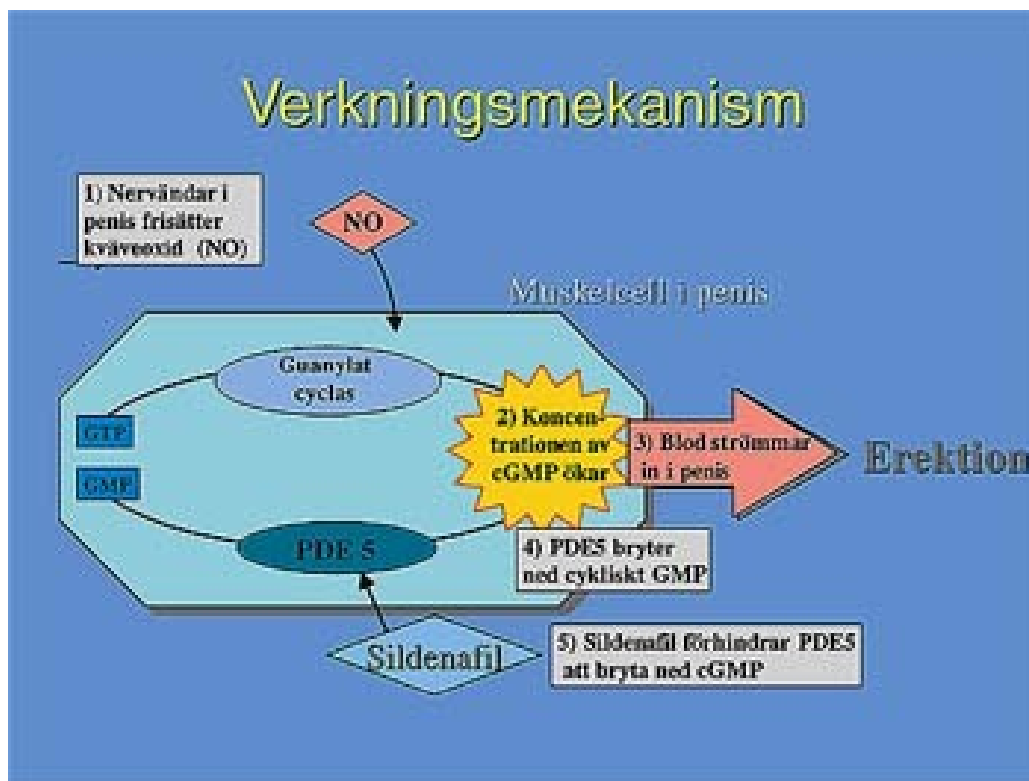 Verkningsmekanism
1) Nervändar i
penis frisätter
kväveoxid (NO)
NO
Muskelcell i penis
Guanylat
cyclas
GTP
GMP
2) Koncen-
trationen av
cGMP ökar
3) Blod strömmar
in i penis
Erektion
PDE 5
4) PDE5 bryter
ned cykliskt GMP
Sildenafil
5) Sildenafil förhindrar PDE5
att bryta ned cGMP